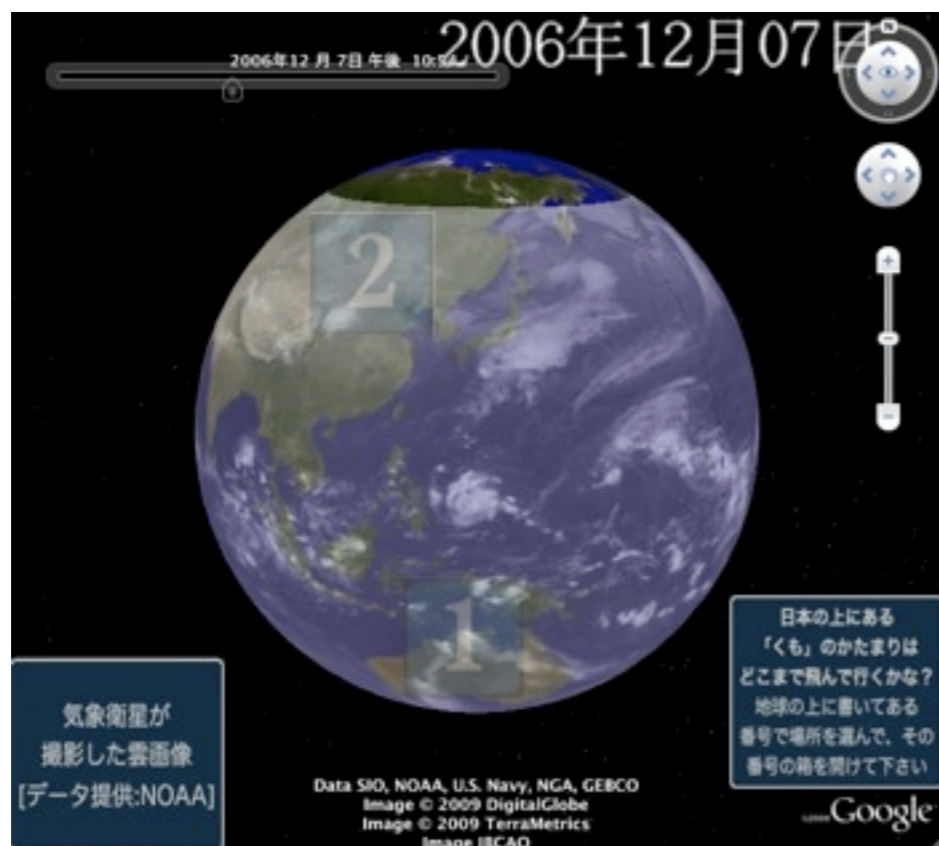 2006年12月07日
2006年12 月 7日 午後
N
2
1
日本の上にある
「くも」のかたまりは
どこまで飛んで行くかな?
地球の上に書いてある
番号で場所を選んで、その
番号の箱を開けて下さい
気象衛星が
撮影した雲画像
[データ提供:NOAA]
Data SIO, NOAA, U.S. Navy, NGA, GEBCO
Image © 2009 DigitalGlobe
Image © 2009 TerraMetrics
Image IBCAO
Google